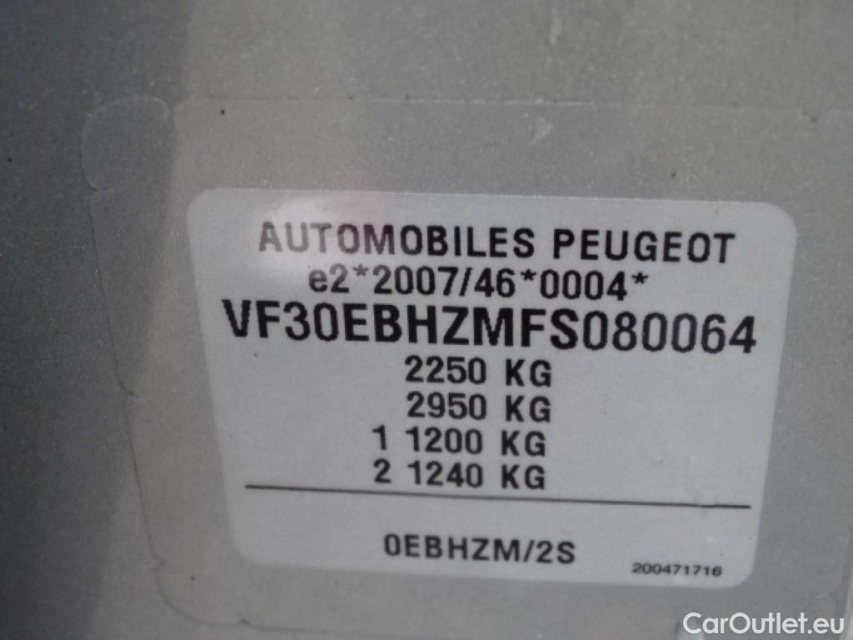 AUTOMOBILES PEUGEOT
e2*2007/46*0004*
VF30EBHZMFS080064
2250 KG
2950 KG
1 1200 KG
2 1240 KG
0EBHZM/2S
200471716
CarOutlet.eu